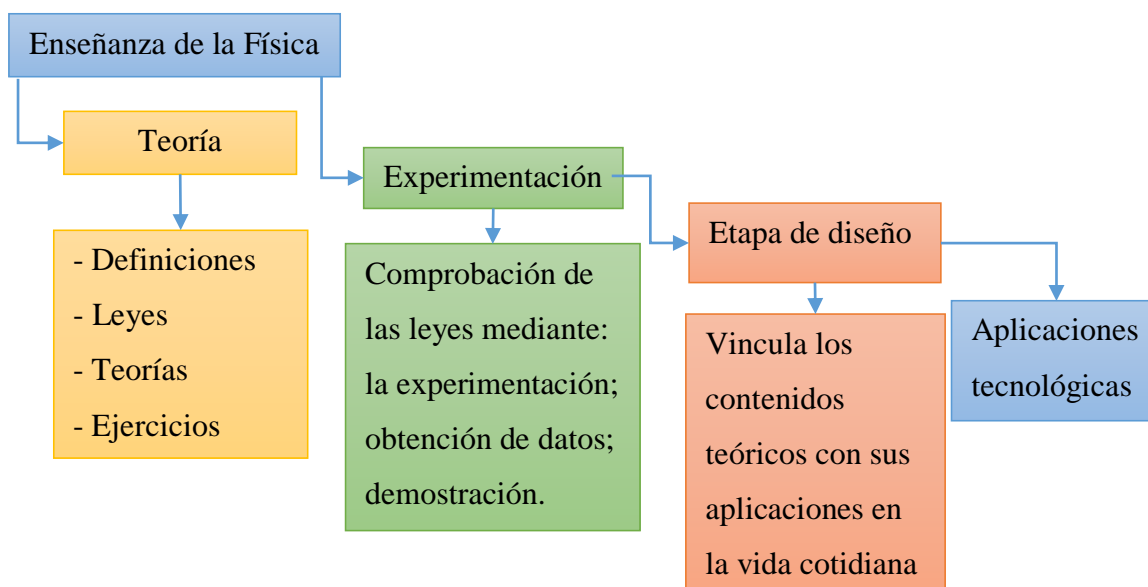 Enseñanza de la Física
Teoría
- Definiciones
- Leyes
- Teorías
- Ejercicios
Experimentación
Comprobación de
las leyes mediante:
la experimentación;
obtención de datos;
demostración.
Etapa de diseño
Vincula los
contenidos
teóricos con sus
aplicaciones en
la vida cotidiana
Aplicaciones
tecnológicas